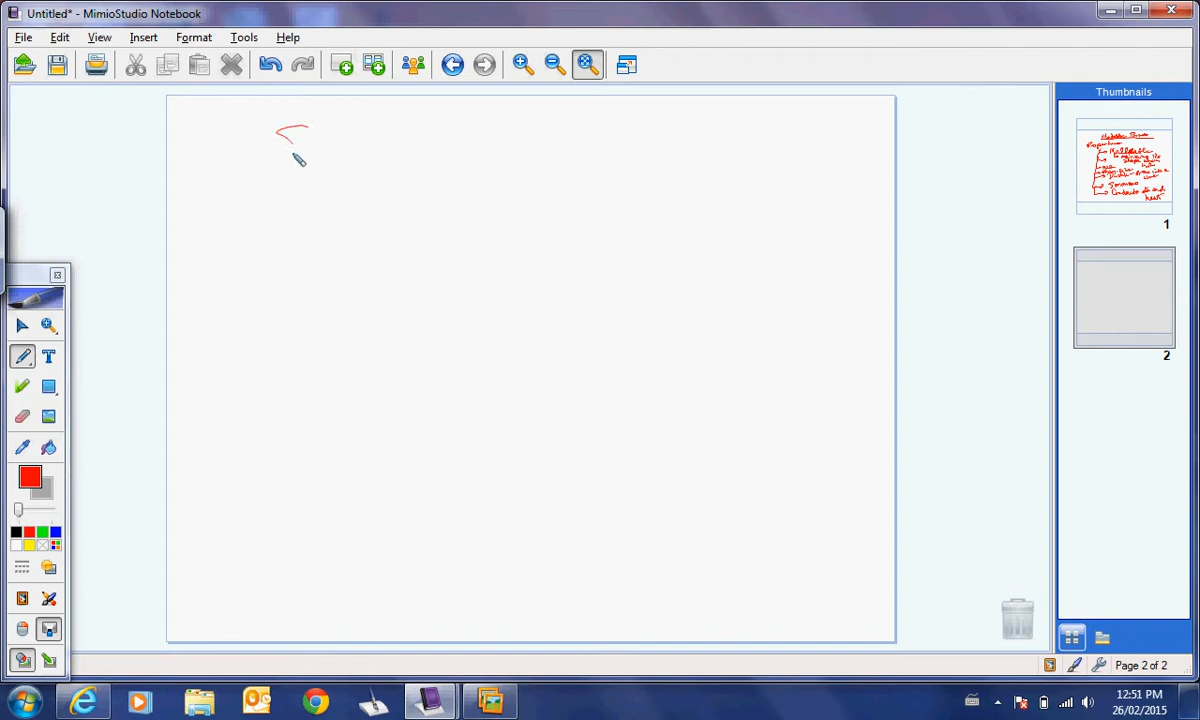 Untitled* - MimioStudio Notebook
File Edit View Insert Format Tools Help
Thumbnails
Properties
1
2
T
Page 2 of 2
12:51 PM
26/02/2015